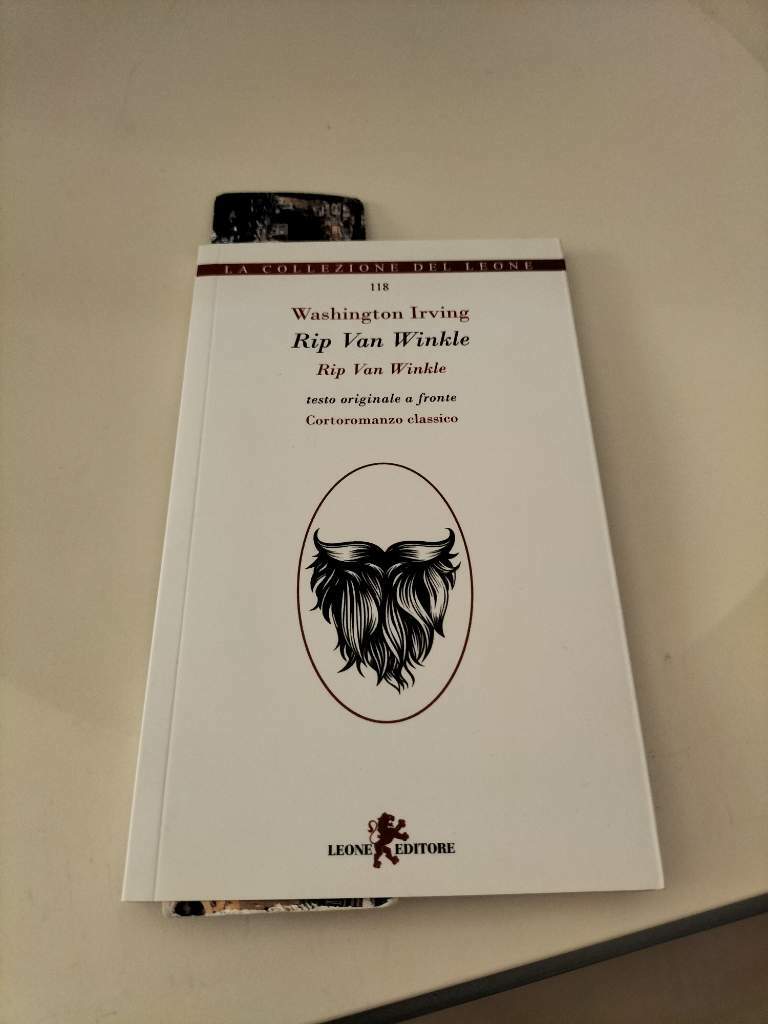 LA COLLEZIONE DEL LEONE
118
Washington Irving
Rip Van Winkle
Rip Van Winkle
testo originale a fronte
Cortoromanzo classico
LEONE EDITORE